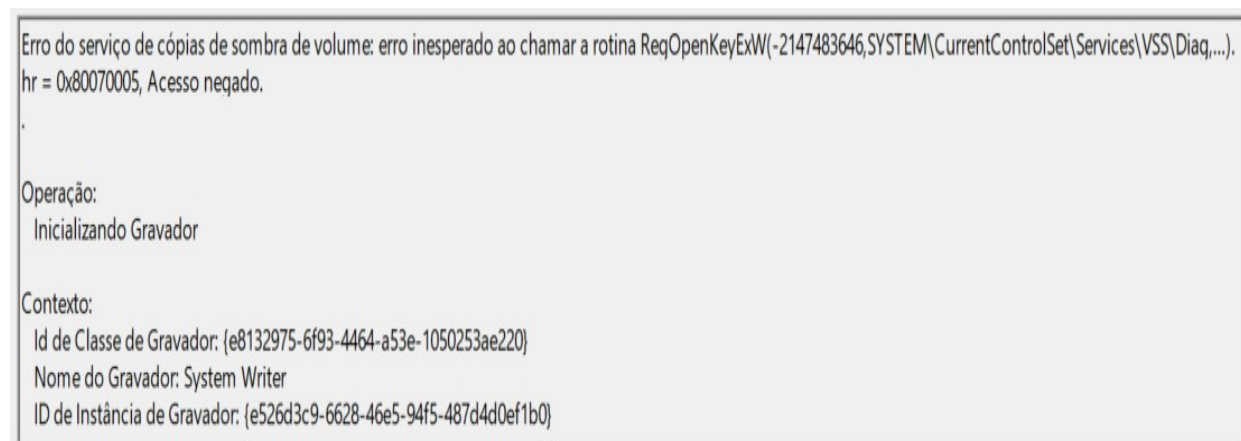 Erro do serviço de cópias de sombra de volume: erro inesperado ao chamar a rotina RegOpenKeyExW(-2147483646,SYSTEM\CurrentControlSet\Services\VSS\Diag,...).
hr = 0x80070005, Acesso negado.
.
Operação:
Inicializando Gravador
Contexto:
Id de Classe de Gravador: {e8132975-6f93-4464-a53e-1050253ae220}
Nome do Gravador: System Writer
ID de Instância de Gravador: {e526d3c9-6628-46e5-94f5-487d4d0ef1b0}